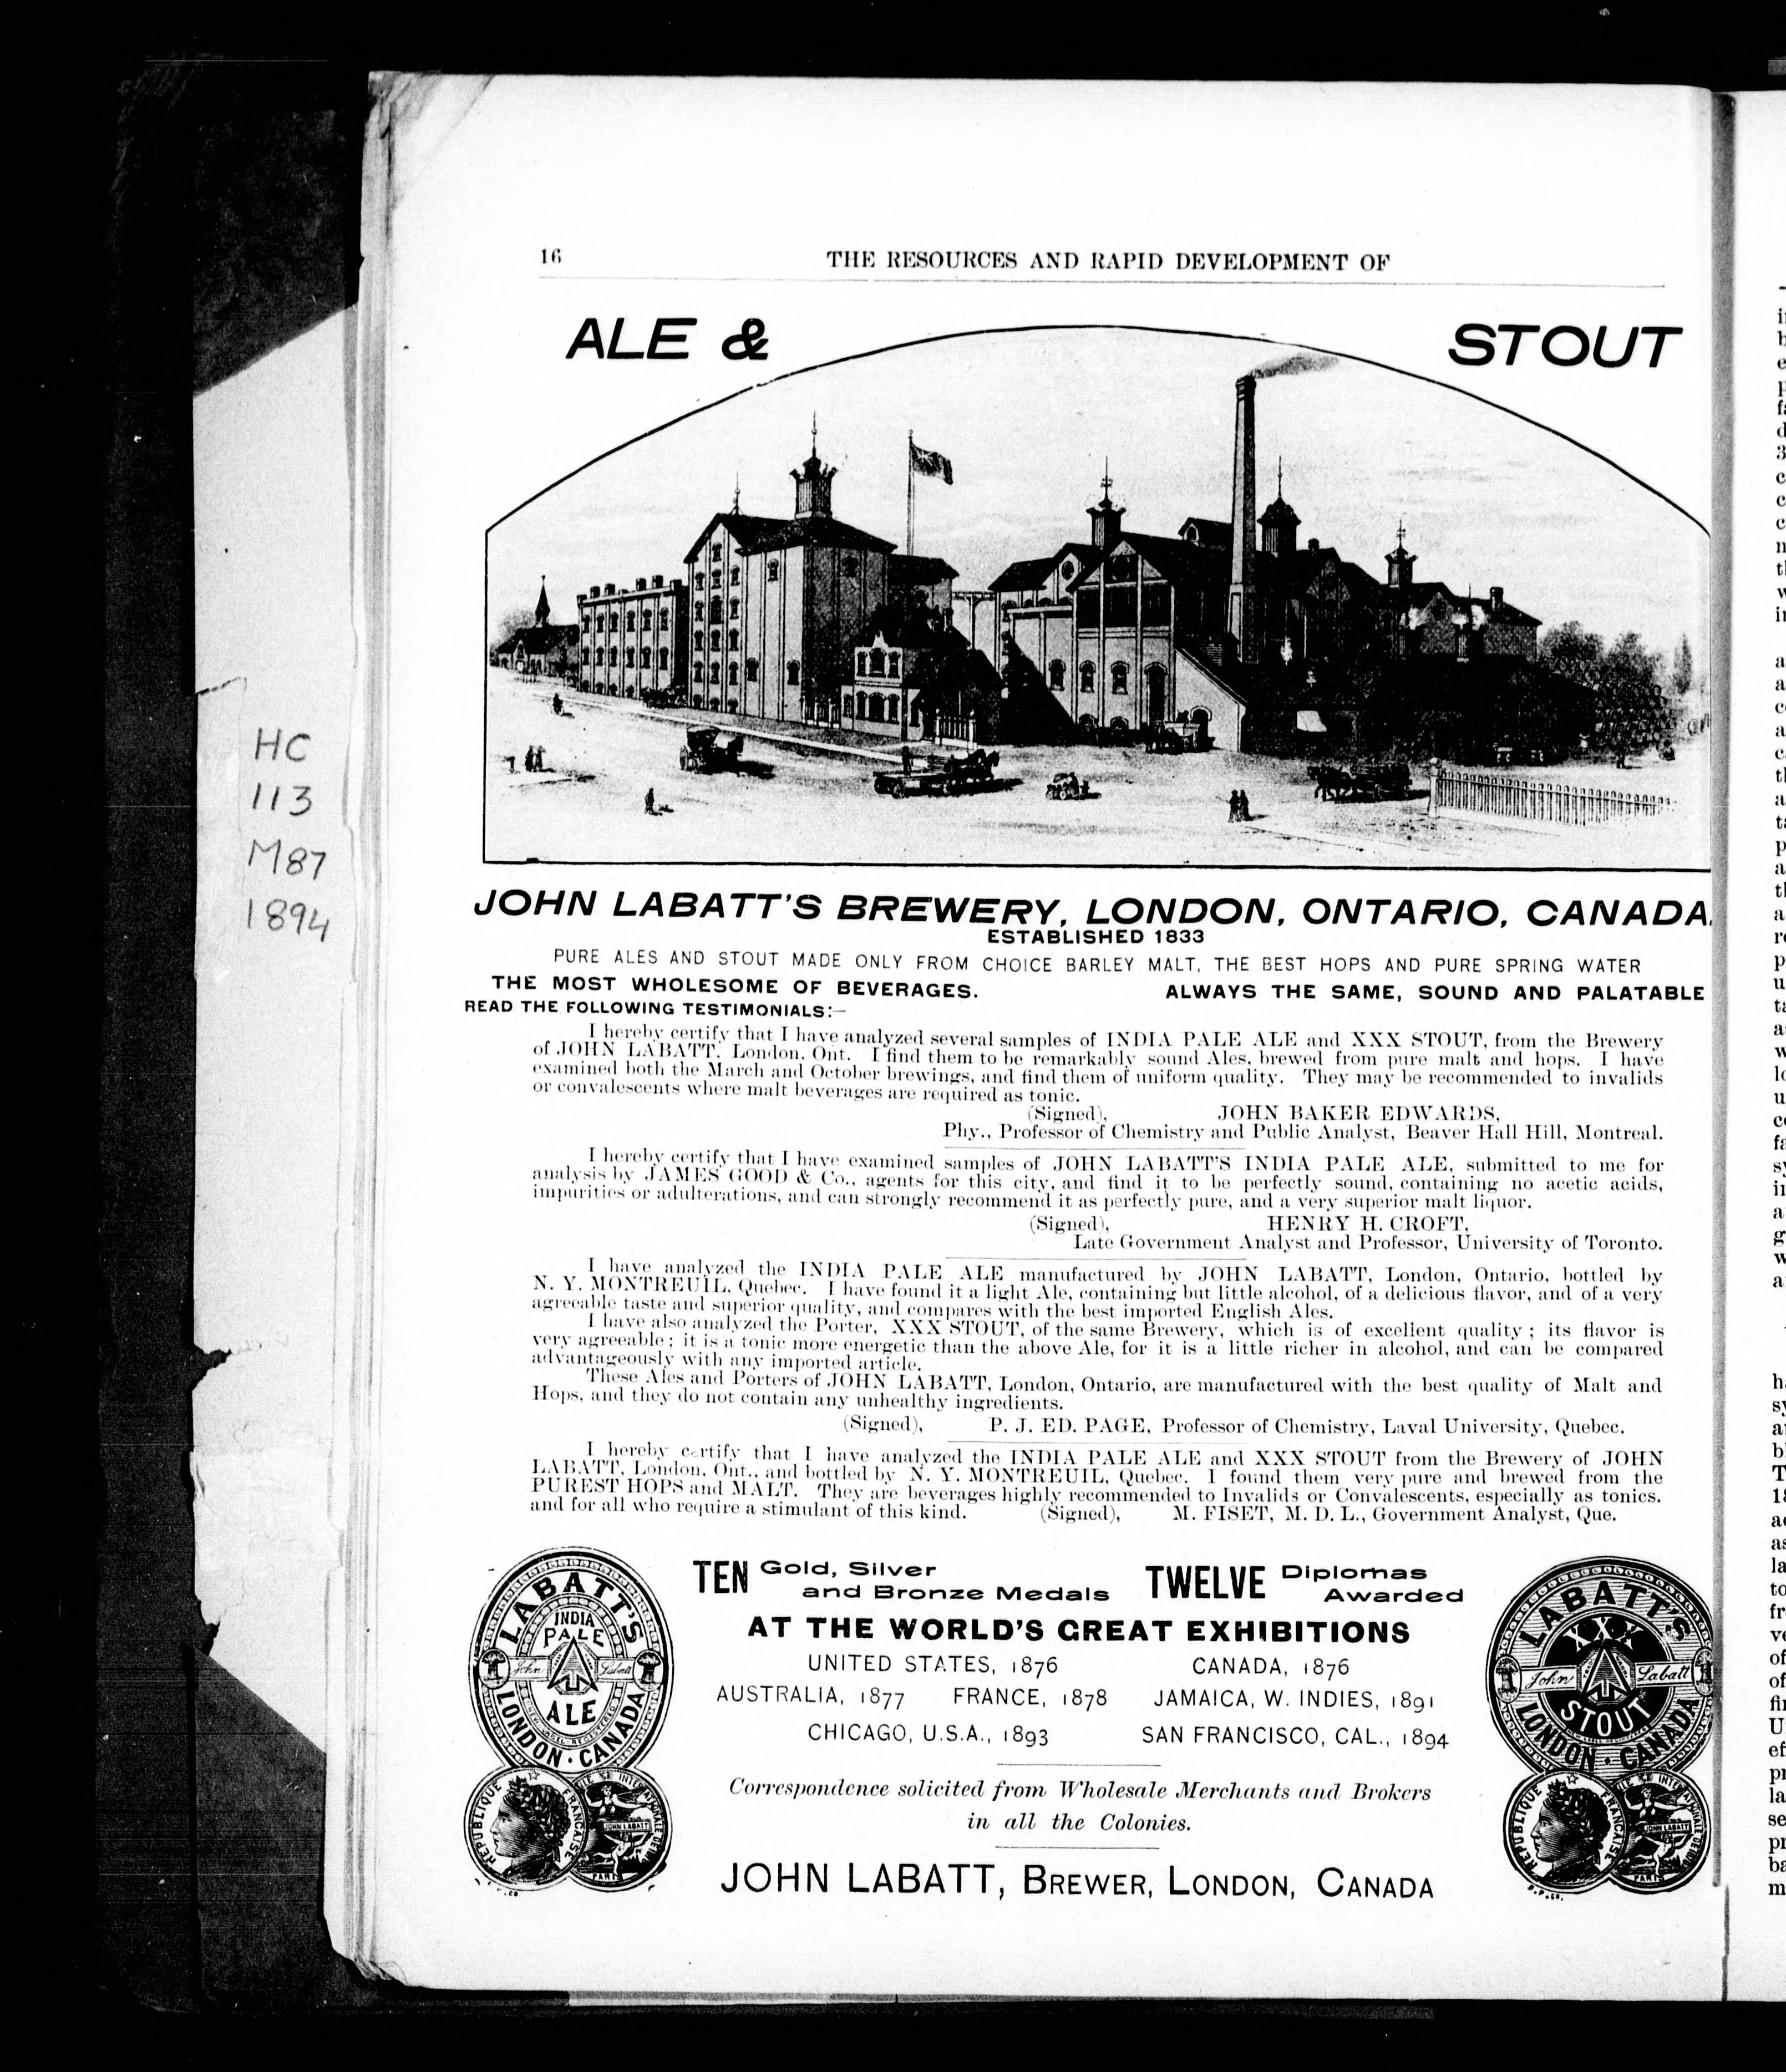 16 THE RESOURCES AND RAPID DEVELOPMENT OF
ALE & STOUT
HC
113
M87
1894
JOHN LABATT'S BREWERY, LONDON, ONTARIO, CANADA.
ESTABLISHED 1833
PURE ALES AND STOUT MADE ONLY FROM CHOICE BARLEY MALT, THE BEST HOPS AND PURE SPRING WATER
THE MOST WHOLESOME OF BEVERAGES. ALWAYS THE SAME, SOUND AND PALATABLE
READ THE FOLLOWING TESTIMONIALS:—
I hereby certify that I have analyzed several samples of INDIA PALE ALE and XXX STOUT, from the Brewery
of JOHN LABATT, London, Ont. I find them to be remarkably sound Ales, brewed from pure malt and hops. I have
examined both the March and October brewings, and find them of uniform quality. They may be recommended to invalids
or convalescents where malt beverages are required as tonic.
(Signed), JOHN BAKER EDWARDS,
Phy., Professor of Chemistry and Public Analyst, Beaver Hall Hill, Montreal.
I hereby certify that I have examined samples of JOHN LABATT'S INDIA PALE ALE, submitted to me for
analysis by JAMES GOOD & Co., agents for this city, and find it to be perfectly sound, containing no acetic acids,
impurities or adulterations, and can strongly recommend it as perfectly pure, and a very superior malt liquor.
(Signed), HENRY H. CROFT,
Late Government Analyst and Professor, University of Toronto.
I have analyzed the INDIA PALE ALE manufactured by JOHN LABATT, London, Ontario, bottled by
N. Y. MONTREUIL, Quebec. I have found it a light Ale, containing but little alcohol, of a delicious flavor, and of a very
agreeable taste and superior quality, and compares with the best imported English Ales.
I have also analyzed the Porter, XXX STOUT, of the same Brewery, which is of excellent quality; its flavor is
very agreeable; it is a tonic more energetic than the above Ale, for it is a little richer in alcohol, and can be compared
advantageously with any imported article.
These Ales and Porters of JOHN LABATT, London, Ontario, are manufactured with the best quality of Malt and
Hops, and they do not contain any unhealthy ingredients.
(Signed), P. J. ED. PAGE, Professor of Chemistry, Laval University, Quebec.
I hereby certify that I have analyzed the INDIA PALE ALE and XXX STOUT from the Brewery of JOHN
LABATT, London, Ont., and bottled by N. Y. MONTREUIL, Quebec. I found them very pure and brewed from the
PUREST HOPS and MALT. They are beverages highly recommended to Invalids or Convalescents, especially as tonics.
and for all who require a stimulant of this kind. (Signed), M. FISET, M. D. L., Government Analyst, Que.
TEN Gold, Silver and Bronze Medals TWELVE Diplomas Awarded
AT THE WORLD'S GREAT EXHIBITIONS
UNITED STATES, 1876 CANADA, 1876
AUSTRALIA, 1877 FRANCE, 1878 JAMAICA, W. INDIES, 1891
CHICAGO, U.S.A., 1893 SAN FRANCISCO, CAL., 1894
Correspondence solicited from Wholesale Merchants and Brokers
in all the Colonies.
JOHN LABATT, BREWER, LONDON, CANADA
LABATT'S
INDIA
PALE
John Labatt
ALE
LONDON · CANADA
REPUBLIQUE FRANCAISE
JOHN LABATT
PARIS
LABATT'S
XXX
John Labatt
STOUT
LONDON · CANADA
REPUBLIQUE FRANCAISE
JOHN LABATT
PARIS